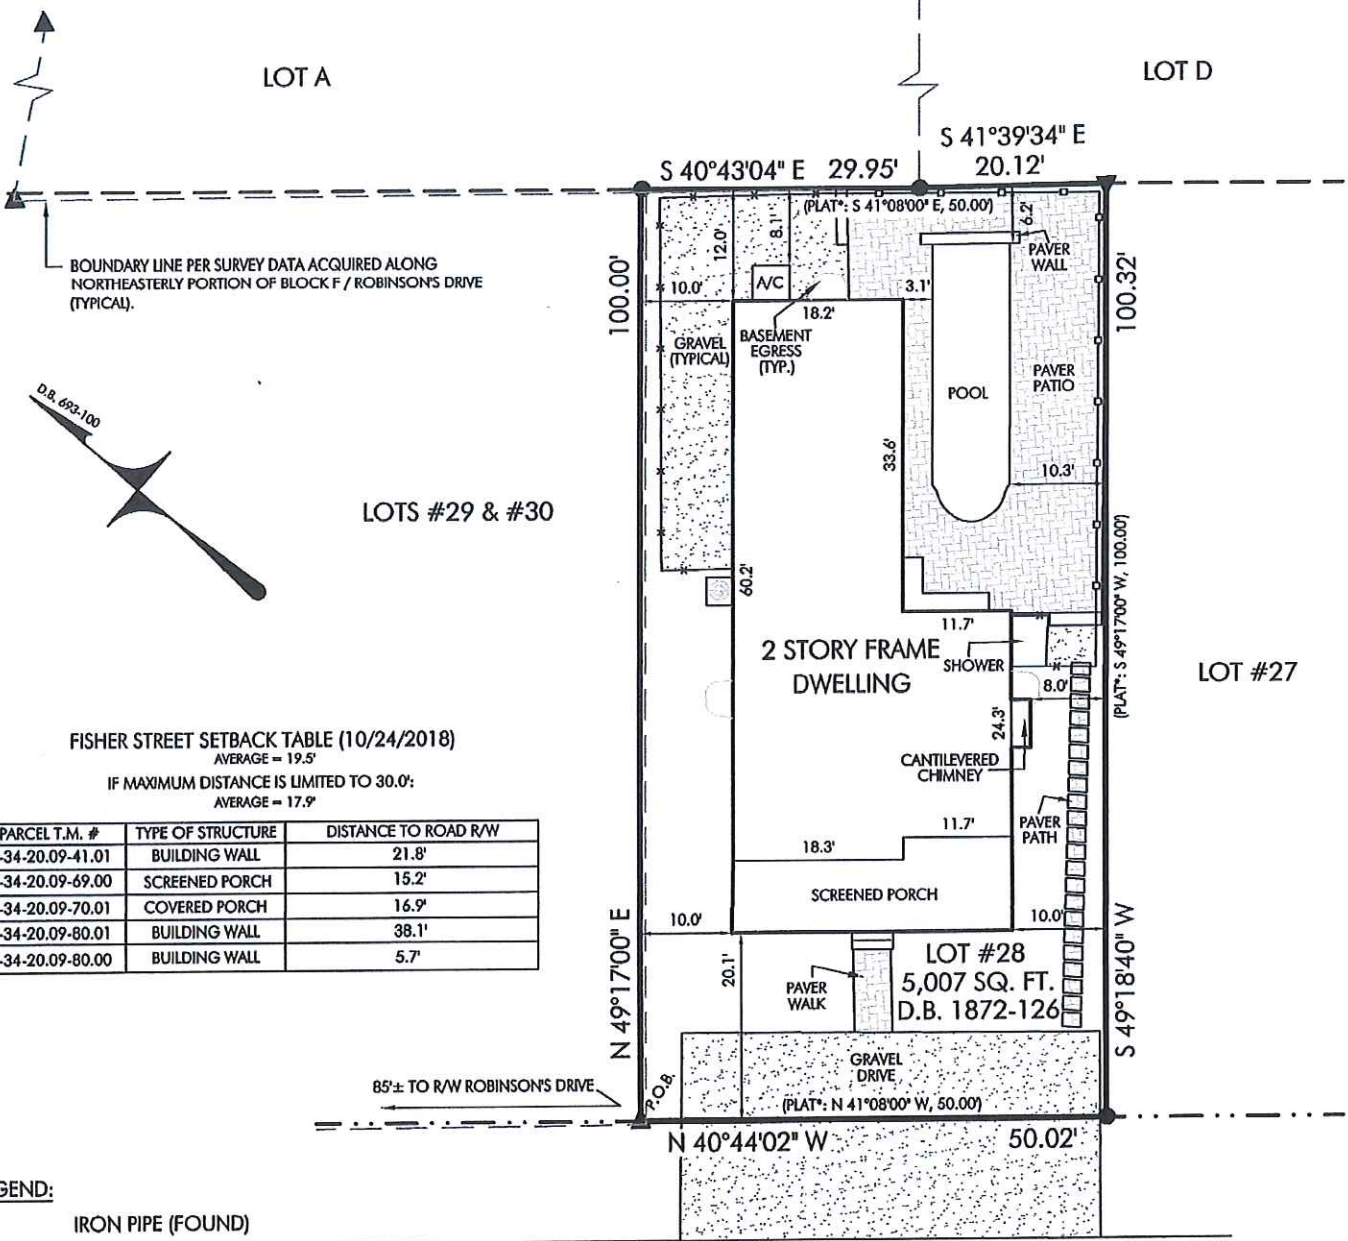 LOT A
LOT D
S 41°39'34" E
S 40°43'04" E 29.95' 20.12'
(PLAT*: S 41°08'00" E, 50.00')
BOUNDARY LINE PER SURVEY DATA ACQUIRED ALONG
NORTHEASTERLY PORTION OF BLOCK F / ROBINSON'S DRIVE
(TYPICAL).
100.00'
12.0'
8.1'
6.2'
PAVER
WALL
100.32'
A/C
10.0'
3.1'
18.2'
GRAVEL
(TYPICAL)
BASEMENT
EGRESS
(TYP.)
POOL
PAVER
PATIO
D.B. 693-100
33.6'
10.3'
LOTS #29 & #30
(PLAT*: S 49°17'00" W, 100.00')
60.2'
11.7'
2 STORY FRAME
DWELLING
SHOWER
8.0'
LOT #27
24.3'
CANTILEVERED
CHIMNEY
FISHER STREET SETBACK TABLE (10/24/2018)
AVERAGE = 19.5'
IF MAXIMUM DISTANCE IS LIMITED TO 30.0':
AVERAGE = 17.9'
PARCEL T.M. # TYPE OF STRUCTURE DISTANCE TO ROAD R/W
-34-20.09-41.01 BUILDING WALL 21.8'
-34-20.09-69.00 SCREENED PORCH 15.2'
-34-20.09-70.01 COVERED PORCH 16.9'
-34-20.09-80.01 BUILDING WALL 38.1'
-34-20.09-80.00 BUILDING WALL 5.7'
11.7'
PAVER
PATH
18.3'
SCREENED PORCH
10.0'
10.0'
N 49°17'00" E
20.1'
PAVER
WALK
LOT #28
5,007 SQ. FT.
D.B. 1872-126
S 49°18'40" W
GRAVEL
DRIVE
85'± TO R/W ROBINSON'S DRIVE
P.O.B.
(PLAT*: N 41°08'00" W, 50.00')
N 40°44'02" W 50.02'
GEND:
IRON PIPE (FOUND)